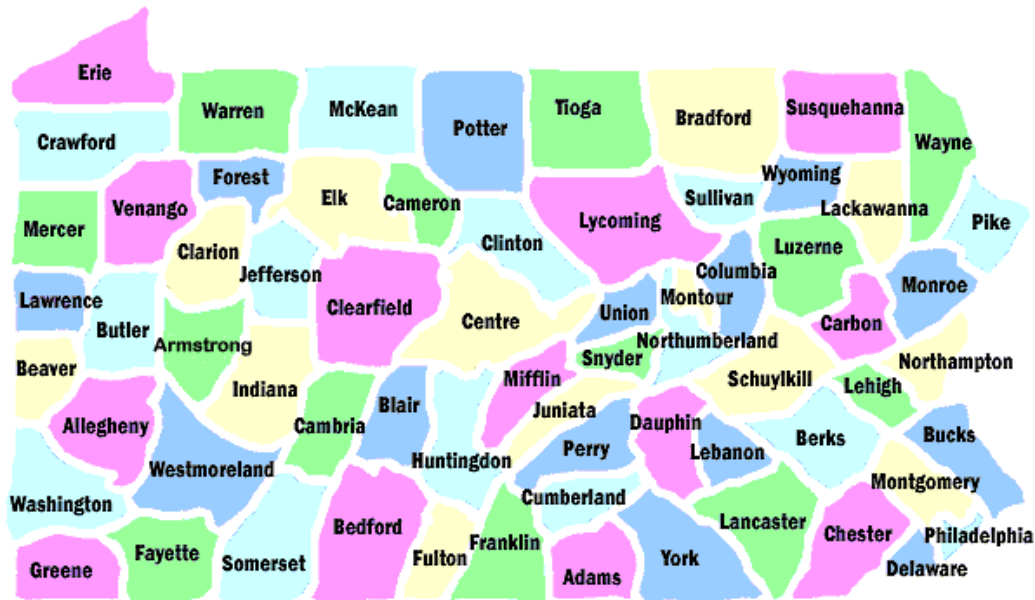 Erie
Warren
McKean
Potter
Tioga
Bradford
Susquehanna
Wayne
Crawford
Forest
Elk
Cameron
Sullivan
Wyoming
Lackawanna
Pike
Mercer
Venango
Clarion
Jefferson
Clinton
Lycoming
Columbia
Luzerne
Monroe
Lawrence
Butler
Armstrong
Clearfield
Centre
Union
Montour
Northumberland
Carbon
Northampton
Beaver
Indiana
Snyder
Schuylkill
Lehigh
Allegheny
Cambria
Blair
Mifflin
Juniata
Dauphin
Berks
Bucks
Westmoreland
Huntingdon
Perry
Lebanon
Montgomery
Washington
Cumberland
Lancaster
Chester
Philadelphia
Greene
Fayette
Somerset
Bedford
Fulton
Franklin
Adams
York
Delaware